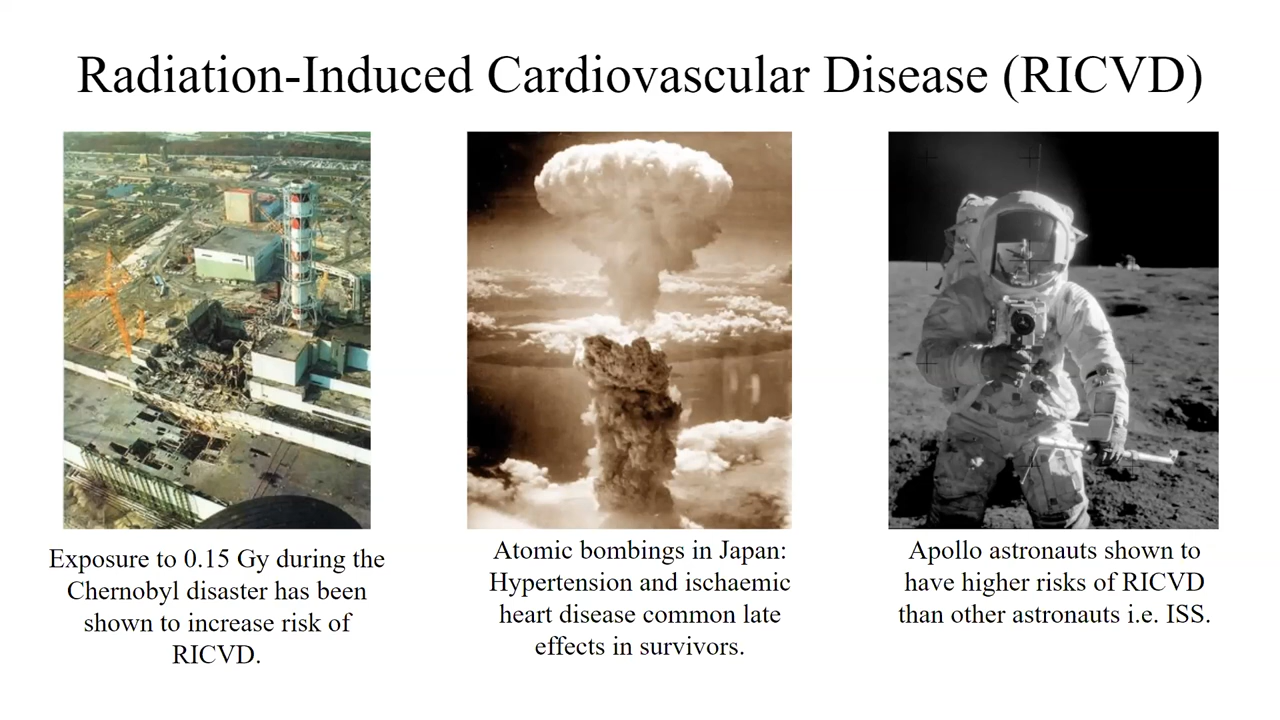 Radiation-Induced Cardiovascular Disease (RICVD)
Exposure to 0.15 Gy during the
Chernobyl disaster has been
shown to increase risk of
RICVD.
Atomic bombings in Japan:
Hypertension and ischaemic
heart disease common late
effects in survivors.
Apollo astronauts shown to
have higher risks of RICVD
than other astronauts i.e. ISS.